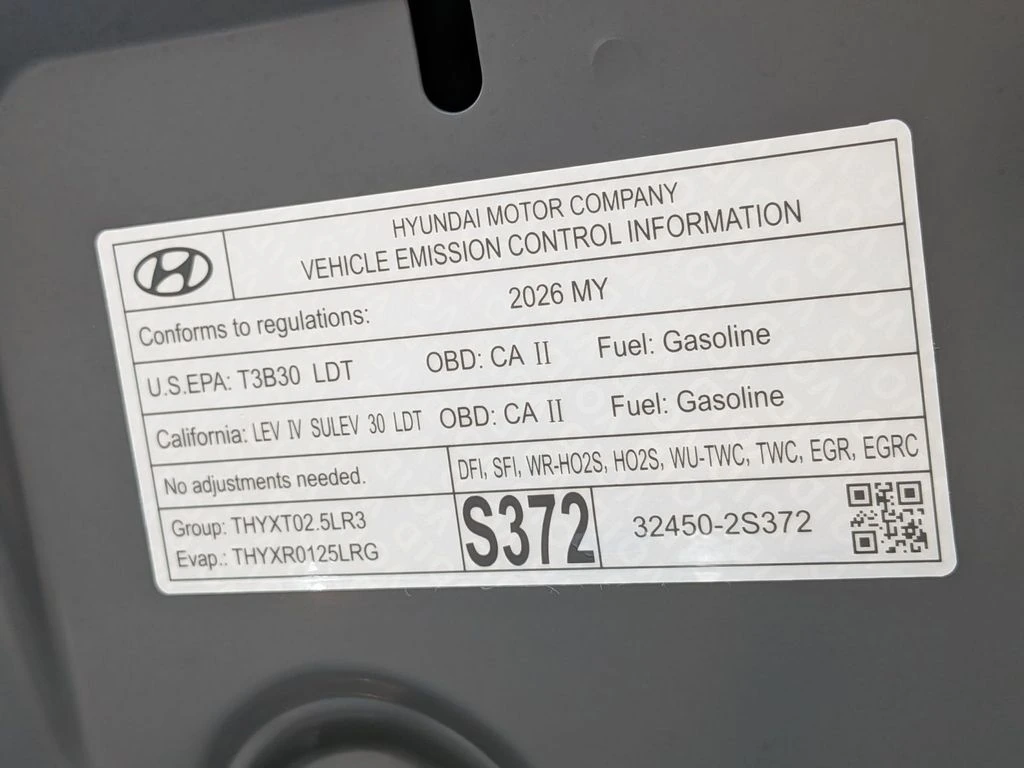 HYUNDAI MOTOR COMPANY
VEHICLE EMISSION CONTROL INFORMATION
Conforms to regulations: 2026 MY
U.S.EPA: T3B30 LDT OBD: CA II Fuel: Gasoline
California: LEV IV SULEV 30 LDT OBD: CA II Fuel: Gasoline
No adjustments needed. DFI, SFI, WR-HO2S, HO2S, WU-TWC, TWC, EGR, EGRC
Group: THYXT02.5LR3
Evap.: THYXR0125LRG
S372
32450-2S372